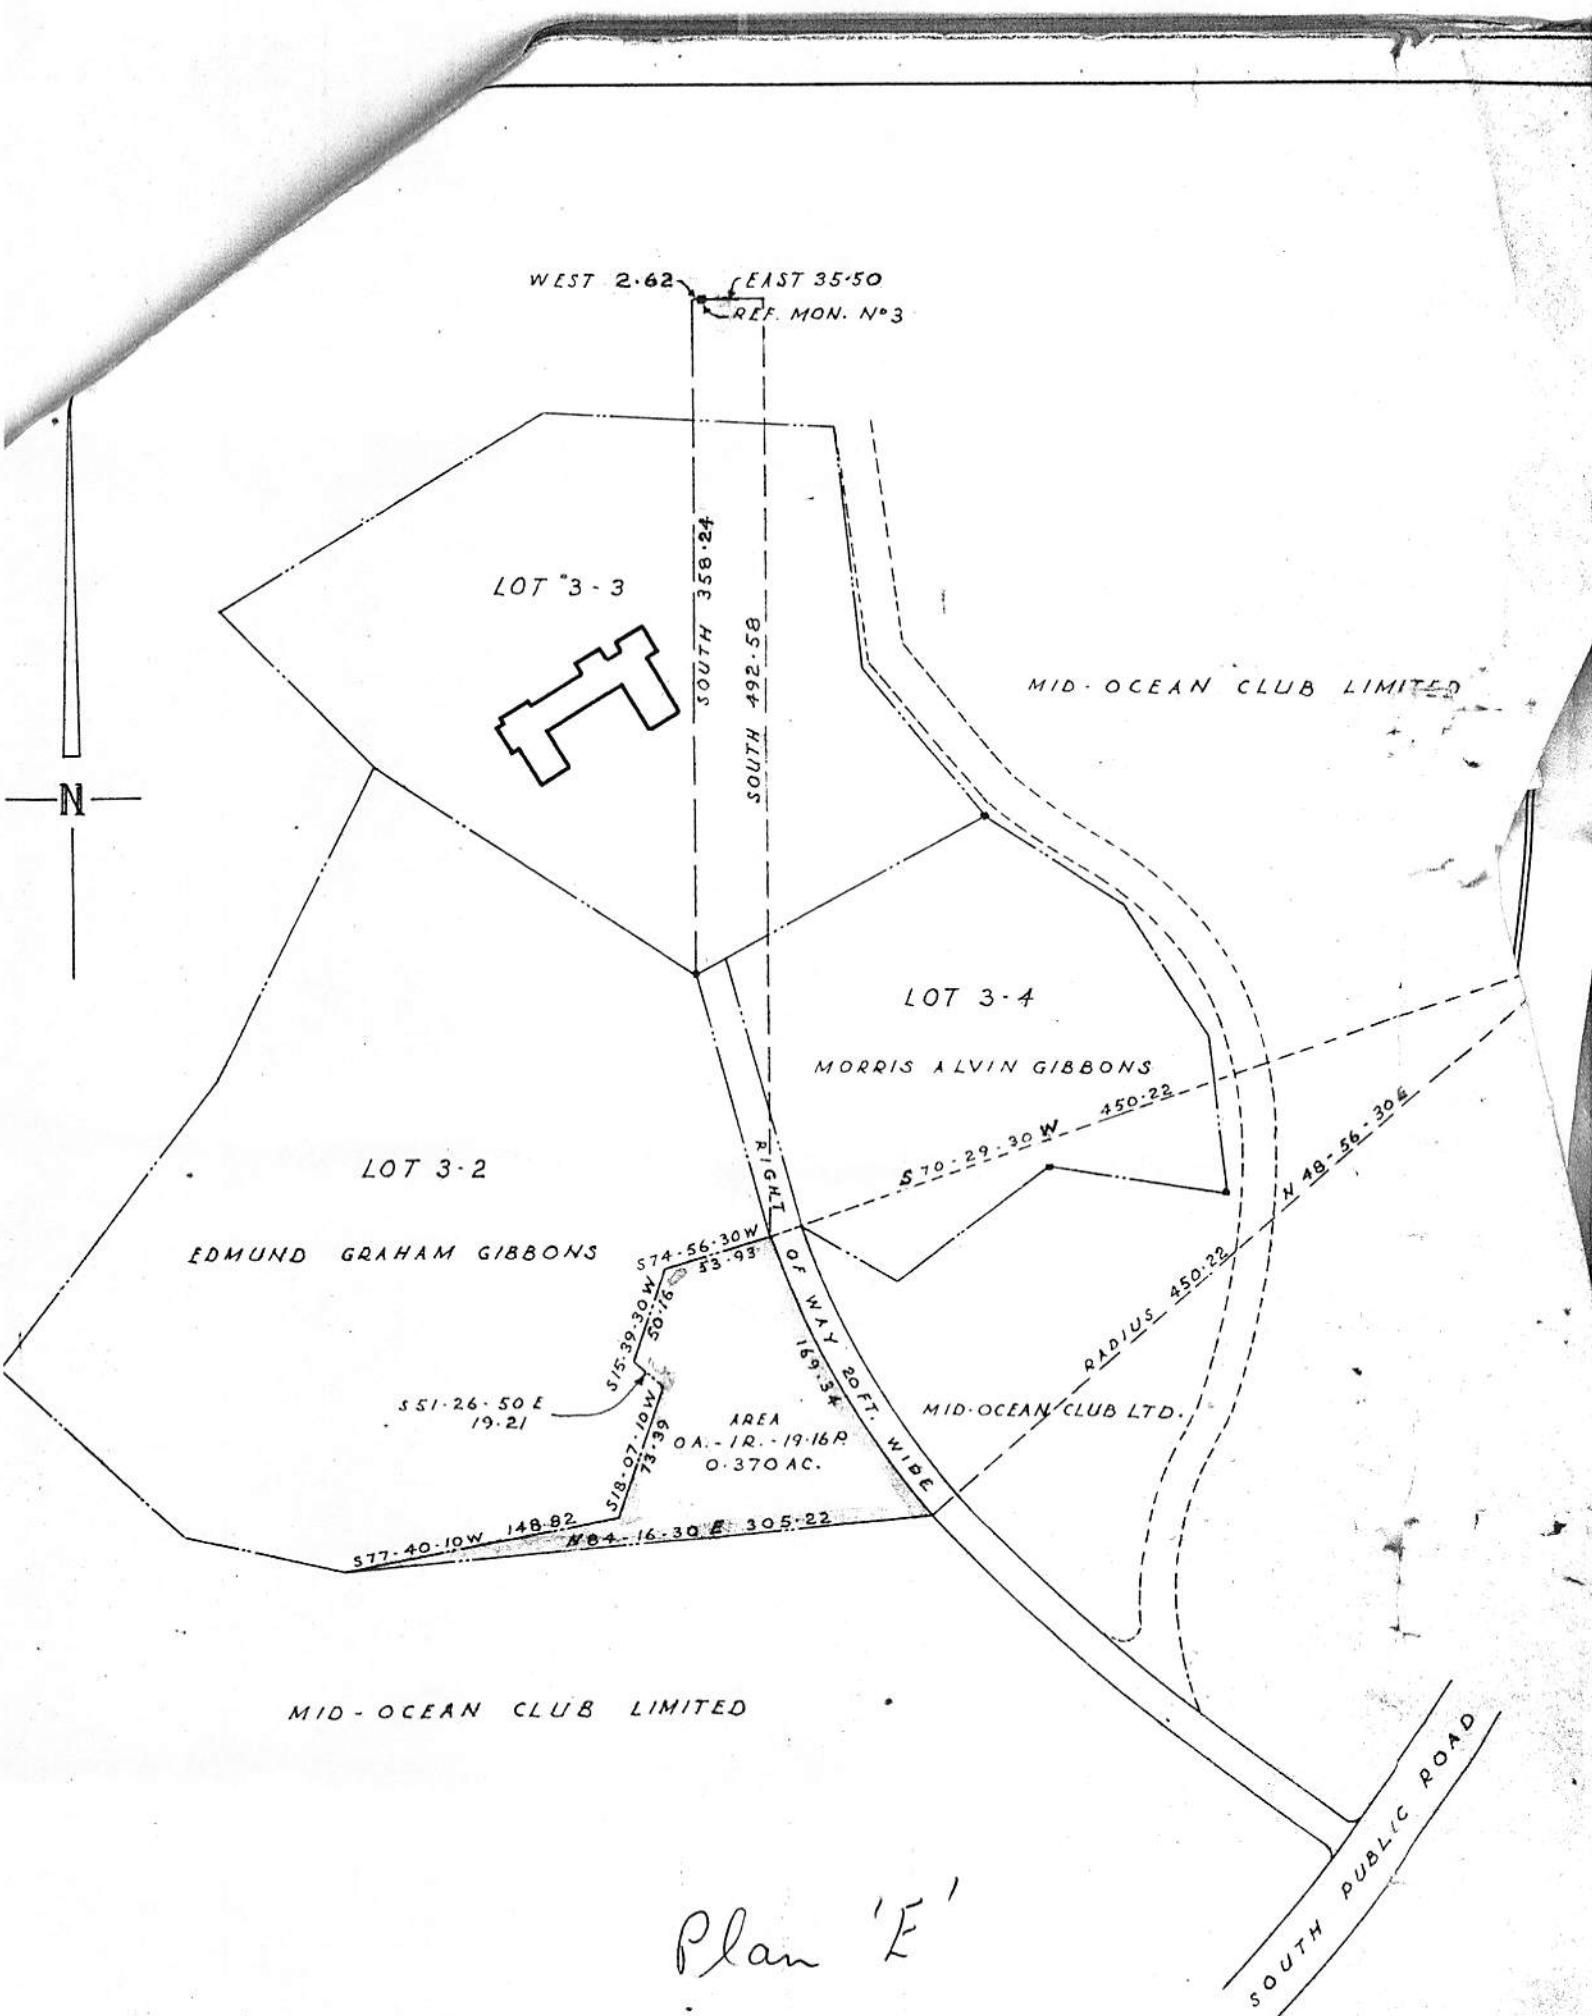 WEST 2·62
EAST 35·50
REF. MON. Nº3
SOUTH 358·24
SOUTH 492·58
LOT 3-3
MID-OCEAN CLUB LIMITED
N
LOT 3-4
MORRIS ALVIN GIBBONS
S 70-29-30 W 450·22
N 48-56-30 E
RADIUS 450·22
LOT 3-2
EDMUND GRAHAM GIBBONS
RIGHT OF WAY 20 FT. WIDE
S74-56-30 W
53·93
S15-39-30 W
50·16
S 51-26-50 E
19·21
S18-07-10 W
73·39
169·34
AREA
0 A.-1 R.-19·16 P.
0·370 AC.
MID-OCEAN CLUB LTD.
S77-40-10 W 148·82
N 84-16-30 E 305·22
MID-OCEAN CLUB LIMITED
SOUTH PUBLIC ROAD
Plan 'E'